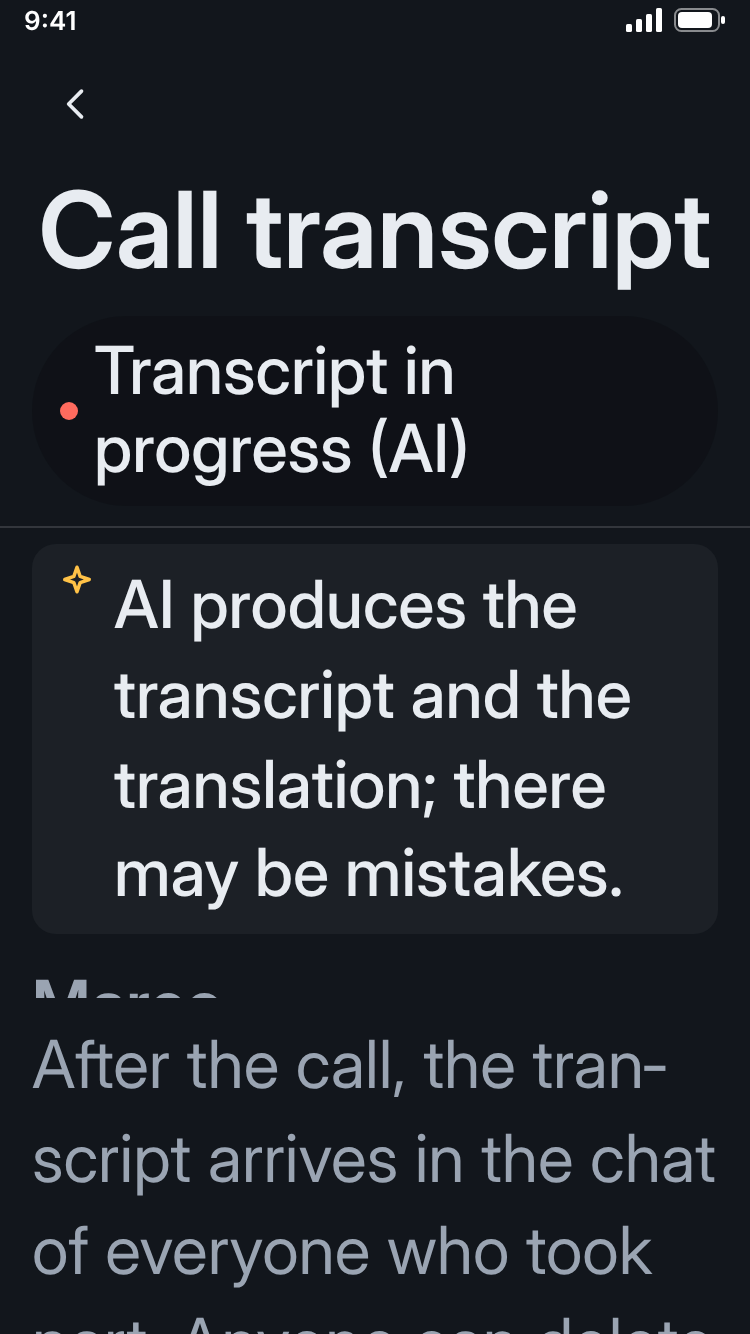 9:41
Call transcript
Transcript in
progress (AI)
AI produces the
transcript and the
translation; there
may be mistakes.
After the call, the tran-
script arrives in the chat
of everyone who took